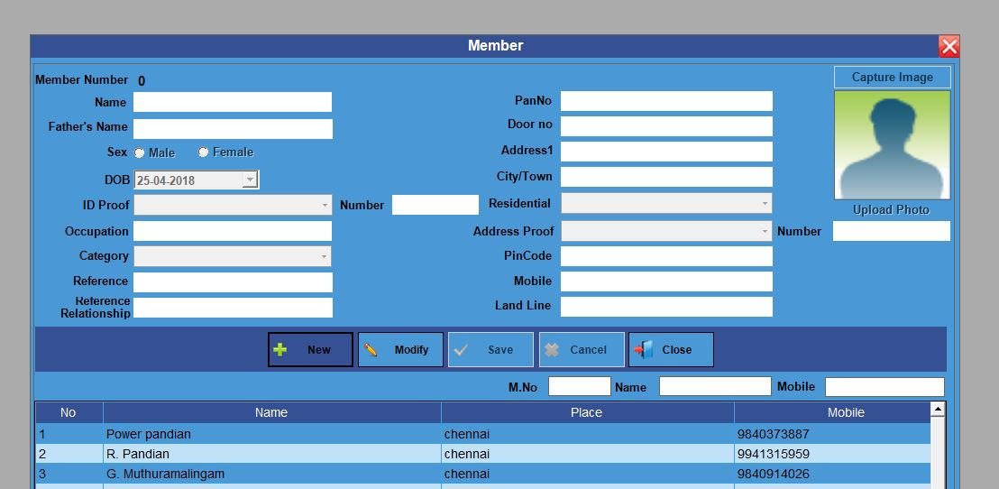 Member
Member Number 0
Capture Image
Name
PanNo
Father's Name
Door no
Sex Male Female
Address1
DOB 25-04-2018
City/Town
ID Proof Number
Residential
Upload Photo
Occupation
Address Proof Number
Category
PinCode
Reference
Mobile
Reference
Relationship
Land Line
New Modify Save Cancel Close
M.No Name Mobile
No Name Place Mobile
1 Power pandian chennai 9840373887
2 R. Pandian chennai 9941315959
3 G. Muthuramalingam chennai 9840914026